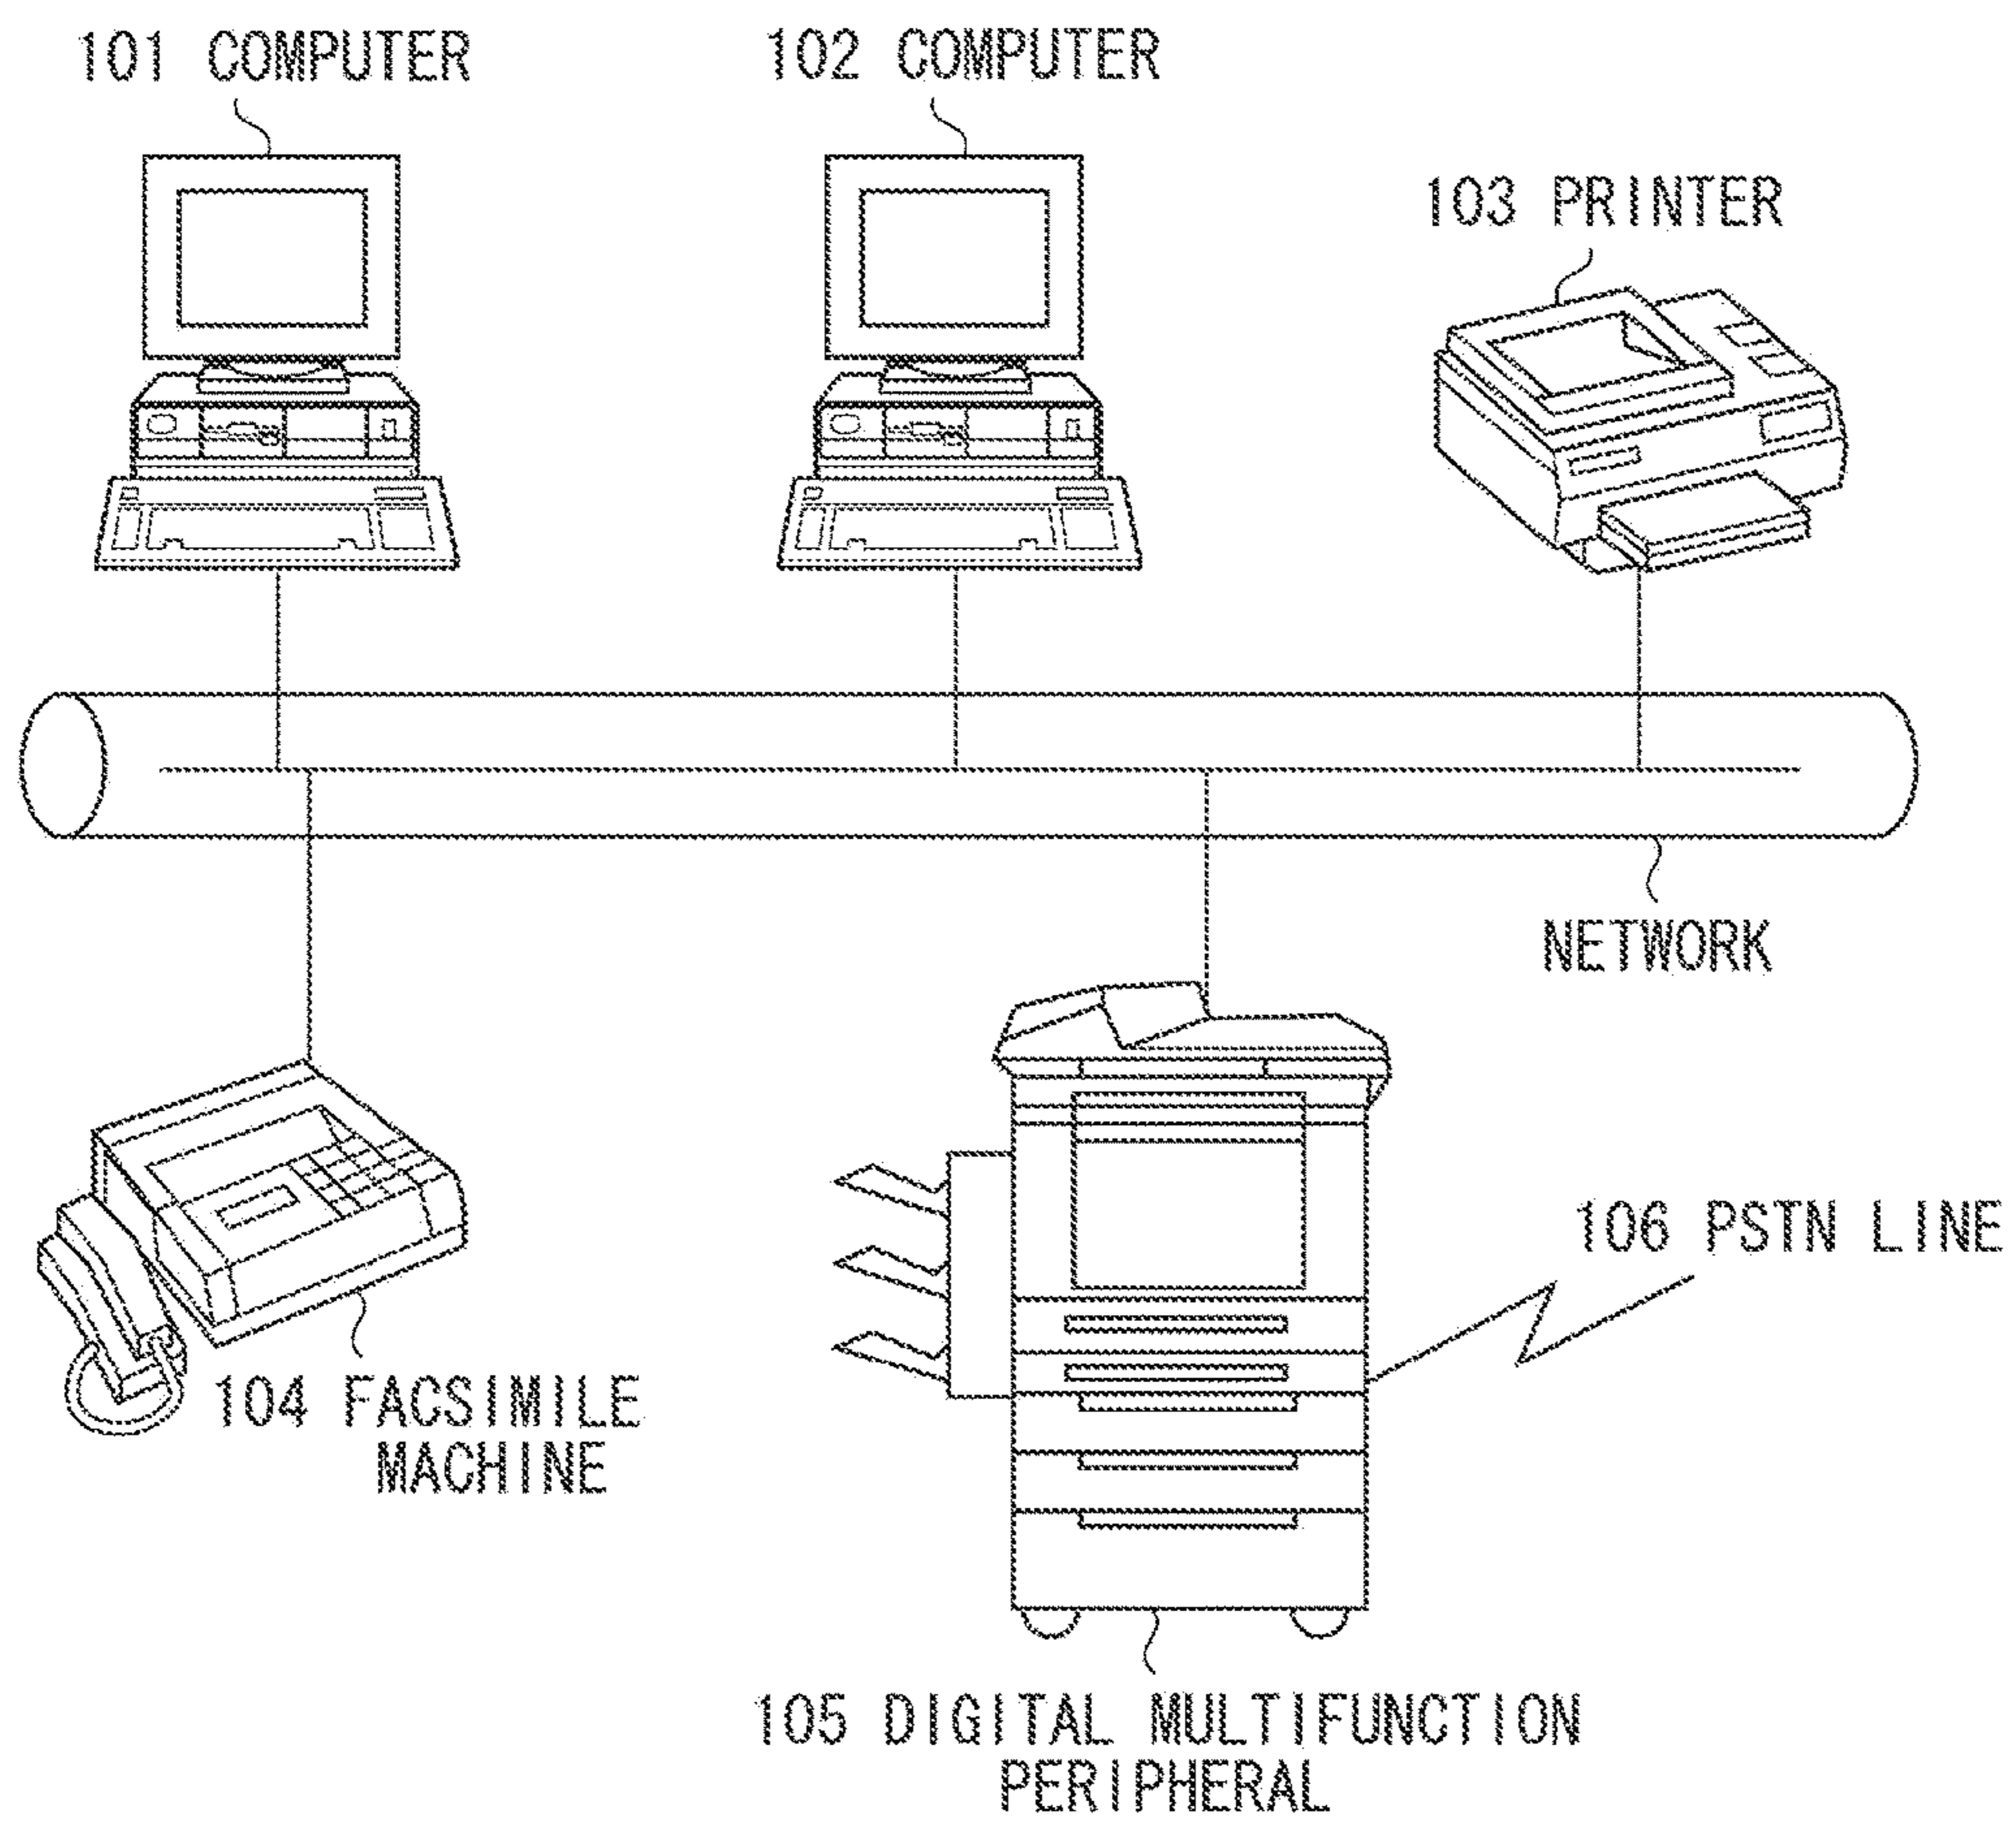 101 COMPUTER
102 COMPUTER
103 PRINTER
NETWORK
106 PSTN LINE
104 FACSIMILE
MACHINE
105 DIGITAL MULTIFUNCTION
PERIPHERAL